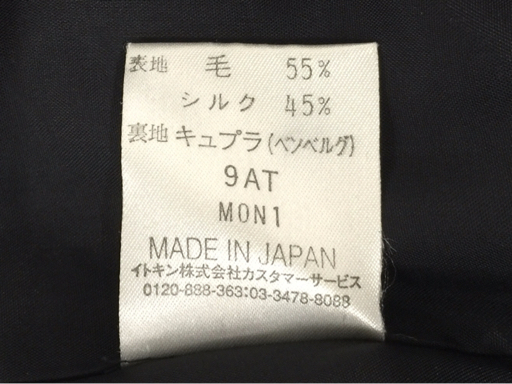 表地 毛 55%
シルク 45%
裏地 キュプラ(ベンベルグ)
9AT
MON1
MADE IN JAPAN
イトキン株式会社カスタマーサービス
0120-888-363:03-3478-8088